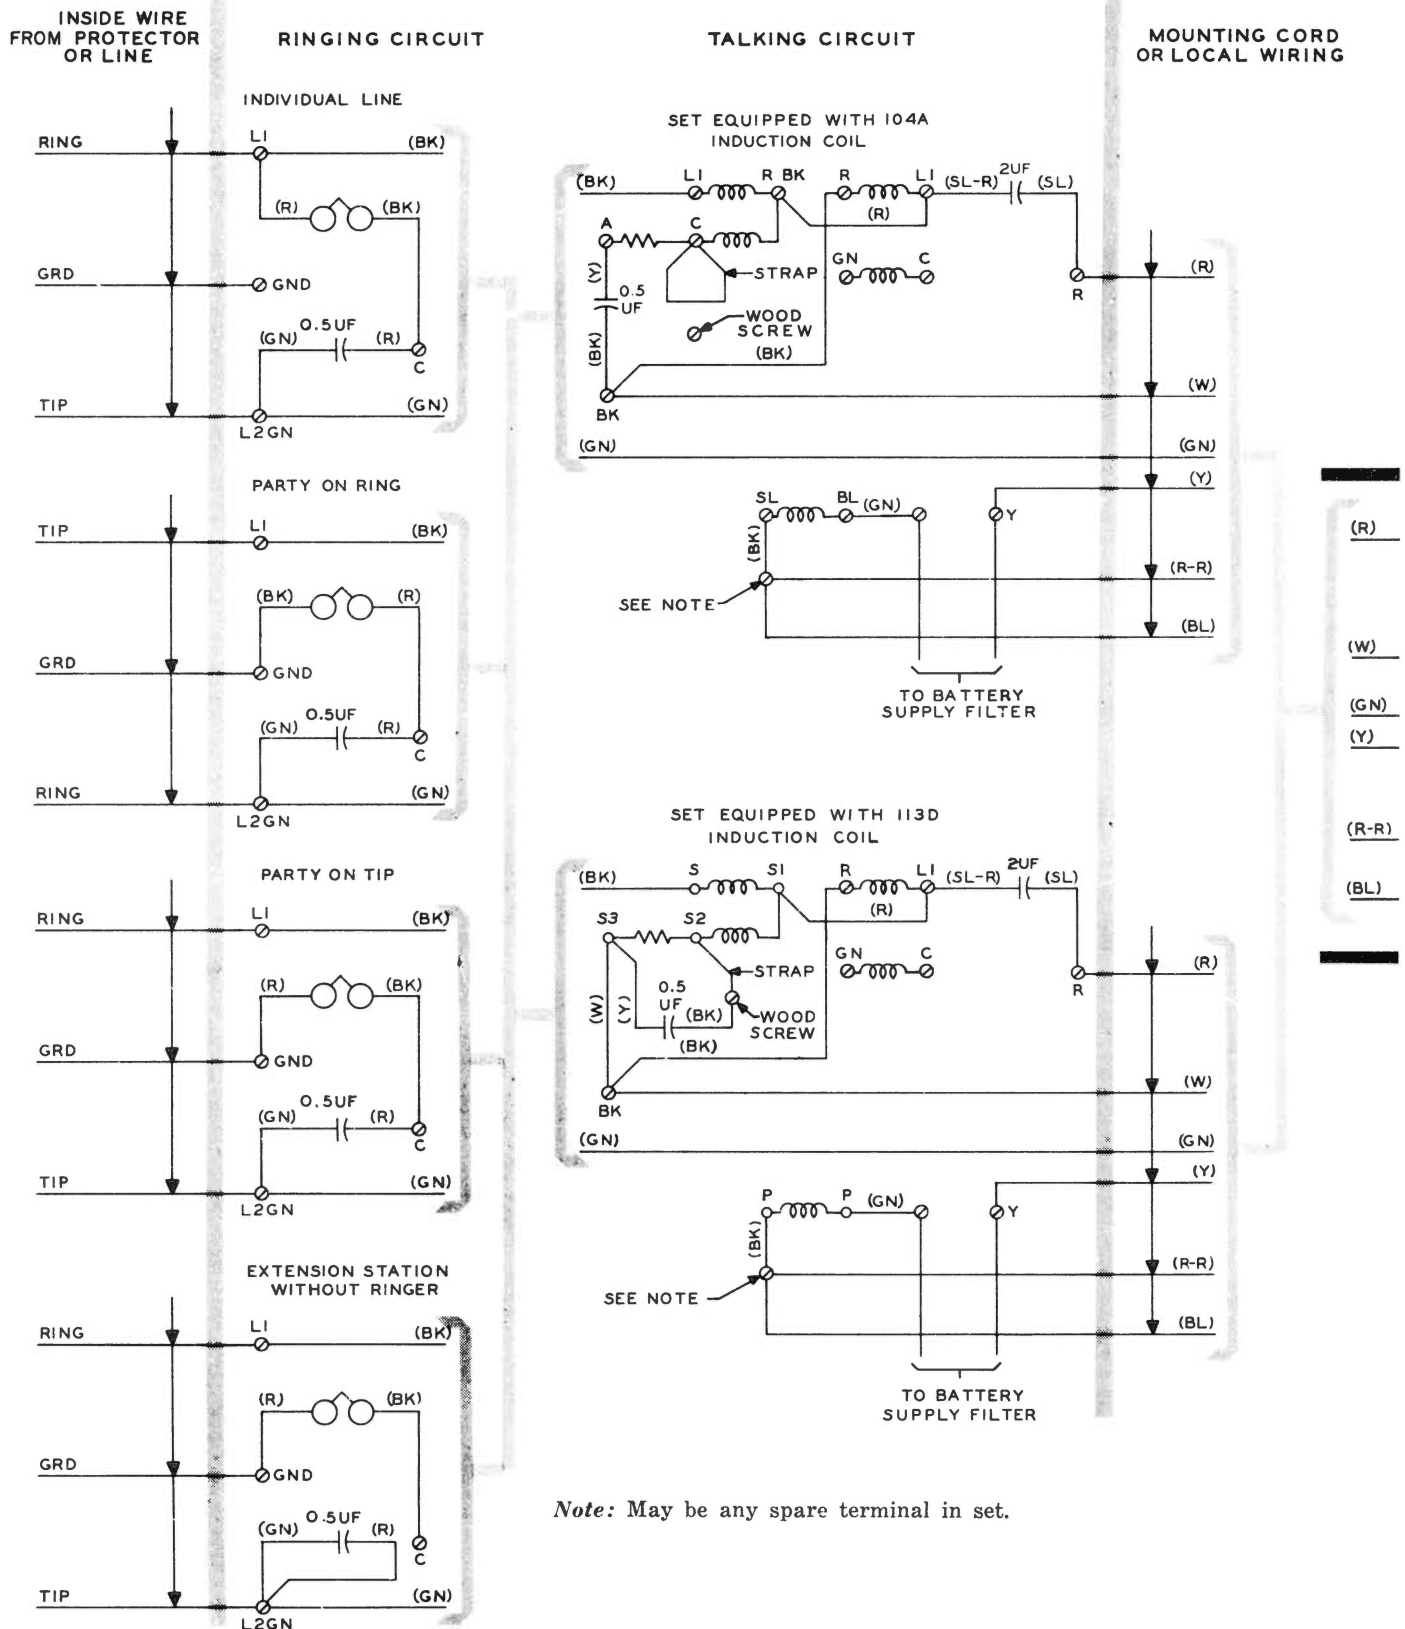 INSIDE WIRE
FROM PROTECTOR
OR LINE
RINGING CIRCUIT
TALKING CIRCUIT
MOUNTING CORD
OR LOCAL WIRING
INDIVIDUAL LINE
RING
L1
(BK)
(R)
(BK)
GRD
GND
0.5UF
(GN)
(R)
C
TIP
(GN)
L2GN
PARTY ON RING
TIP
L1
(BK)
(BK)
(R)
GRD
GND
0.5UF
(GN)
(R)
C
RING
(GN)
L2GN
PARTY ON TIP
RING
L1
(BK)
(R)
(BK)
GRD
GND
0.5UF
(GN)
(R)
C
TIP
(GN)
L2GN
EXTENSION STATION
WITHOUT RINGER
RING
L1
(BK)
(R)
(BK)
GRD
GND
0.5UF
(GN)
(R)
C
TIP
(GN)
L2GN
SET EQUIPPED WITH 104A
INDUCTION COIL
(BK)
L1
R BK
R
L1
(SL-R)
2UF
(SL)
(R)
A
C
(Y)
STRAP
GN
C
0.5
UF
WOOD
SCREW
(BK)
(BK)
R
BK
(GN)
SL
BL
(GN)
Y
(BK)
SEE NOTE
TO BATTERY
SUPPLY FILTER
(R)
(W)
(GN)
(Y)
(R-R)
(BL)
SET EQUIPPED WITH 113D
INDUCTION COIL
(BK)
S
S1
R
L1
(SL-R)
2UF
(SL)
(R)
S3
S2
GN
C
STRAP
0.5
UF
(BK)
WOOD
SCREW
(W)
(Y)
(BK)
R
BK
(GN)
P
P
(GN)
Y
(BK)
SEE NOTE
TO BATTERY
SUPPLY FILTER
(R)
(W)
(GN)
(Y)
(R-R)
(BL)
(R)
(W)
(GN)
(Y)
(R-R)
(BL)
Note: May be any spare terminal in set.